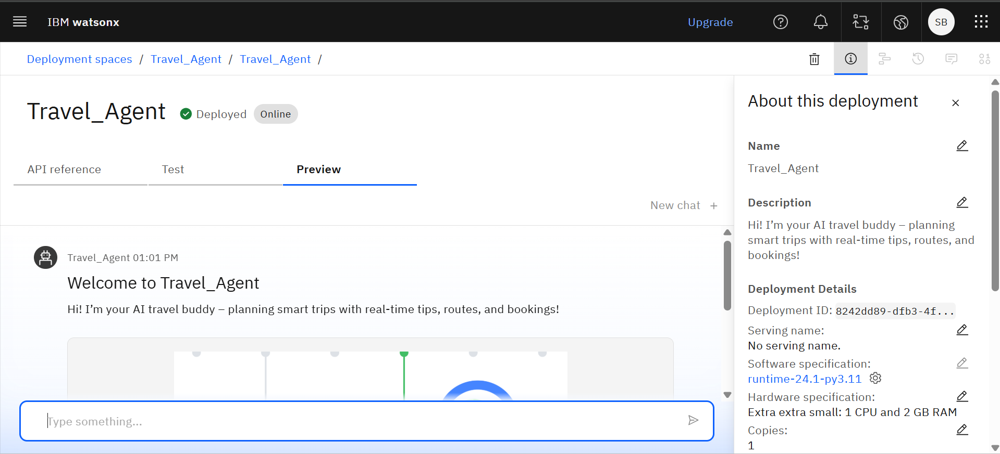 IBM watsonx
Upgrade
SB
Deployment spaces / Travel_Agent / Travel_Agent /
Travel_Agent
Deployed
Online
API reference
Test
Preview
New chat +
Travel_Agent 01:01 PM
Welcome to Travel_Agent
Hi! I’m your AI travel buddy – planning smart trips with real-time tips, routes, and bookings!
Type something...
About this deployment
Name
Travel_Agent
Description
Hi! I’m your AI travel buddy – planning
smart trips with real-time tips, routes, and
bookings!
Deployment Details
Deployment ID: 8242dd89-dfb3-4f...
Serving name:
No serving name.
Software specification:
runtime-24.1-py3.11
Hardware specification:
Extra extra small: 1 CPU and 2 GB RAM
Copies:
1